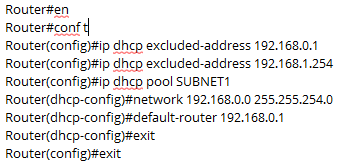 Router#en
Router#conf t
Router(config)#ip dhcp excluded-address 192.168.0.1
Router(config)#ip dhcp excluded-address 192.168.1.254
Router(config)#ip dhcp pool SUBNET1
Router(dhcp-config)#network 192.168.0.0 255.255.254.0
Router(dhcp-config)#default-router 192.168.0.1
Router(dhcp-config)#exit
Router(config)#exit